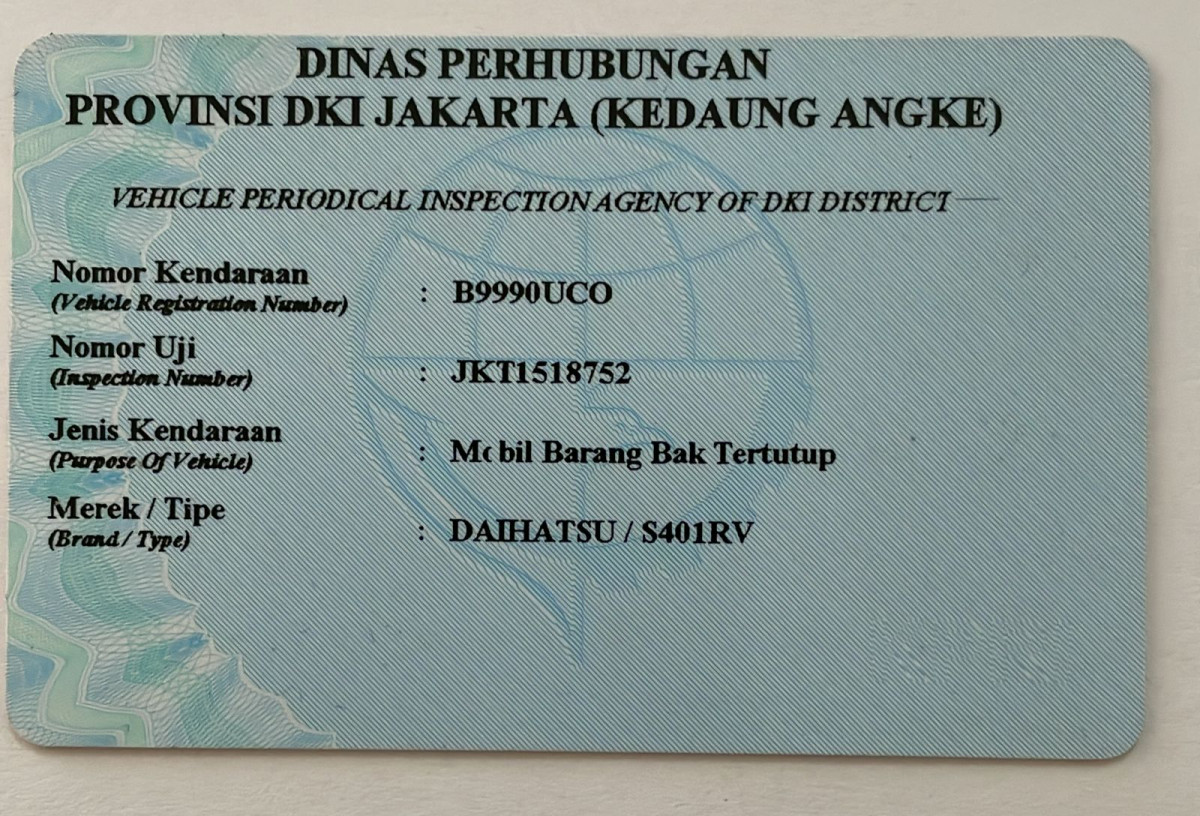 DINAS PERHUBUNGAN
PROVINSI DKI JAKARTA (KEDAUNG ANGKE)
VEHICLE PERIODICAL INSPECTION AGENCY OF DKI DISTRICT
Nomor Kendaraan
(Vehicle Registration Number) : B9990UCO
Nomor Uji
(Inspection Number) : JKT1518752
Jenis Kendaraan
(Purpose Of Vehicle) : Mobil Barang Bak Tertutup
Merek / Tipe
(Brand / Type) : DAIHATSU / S401RV